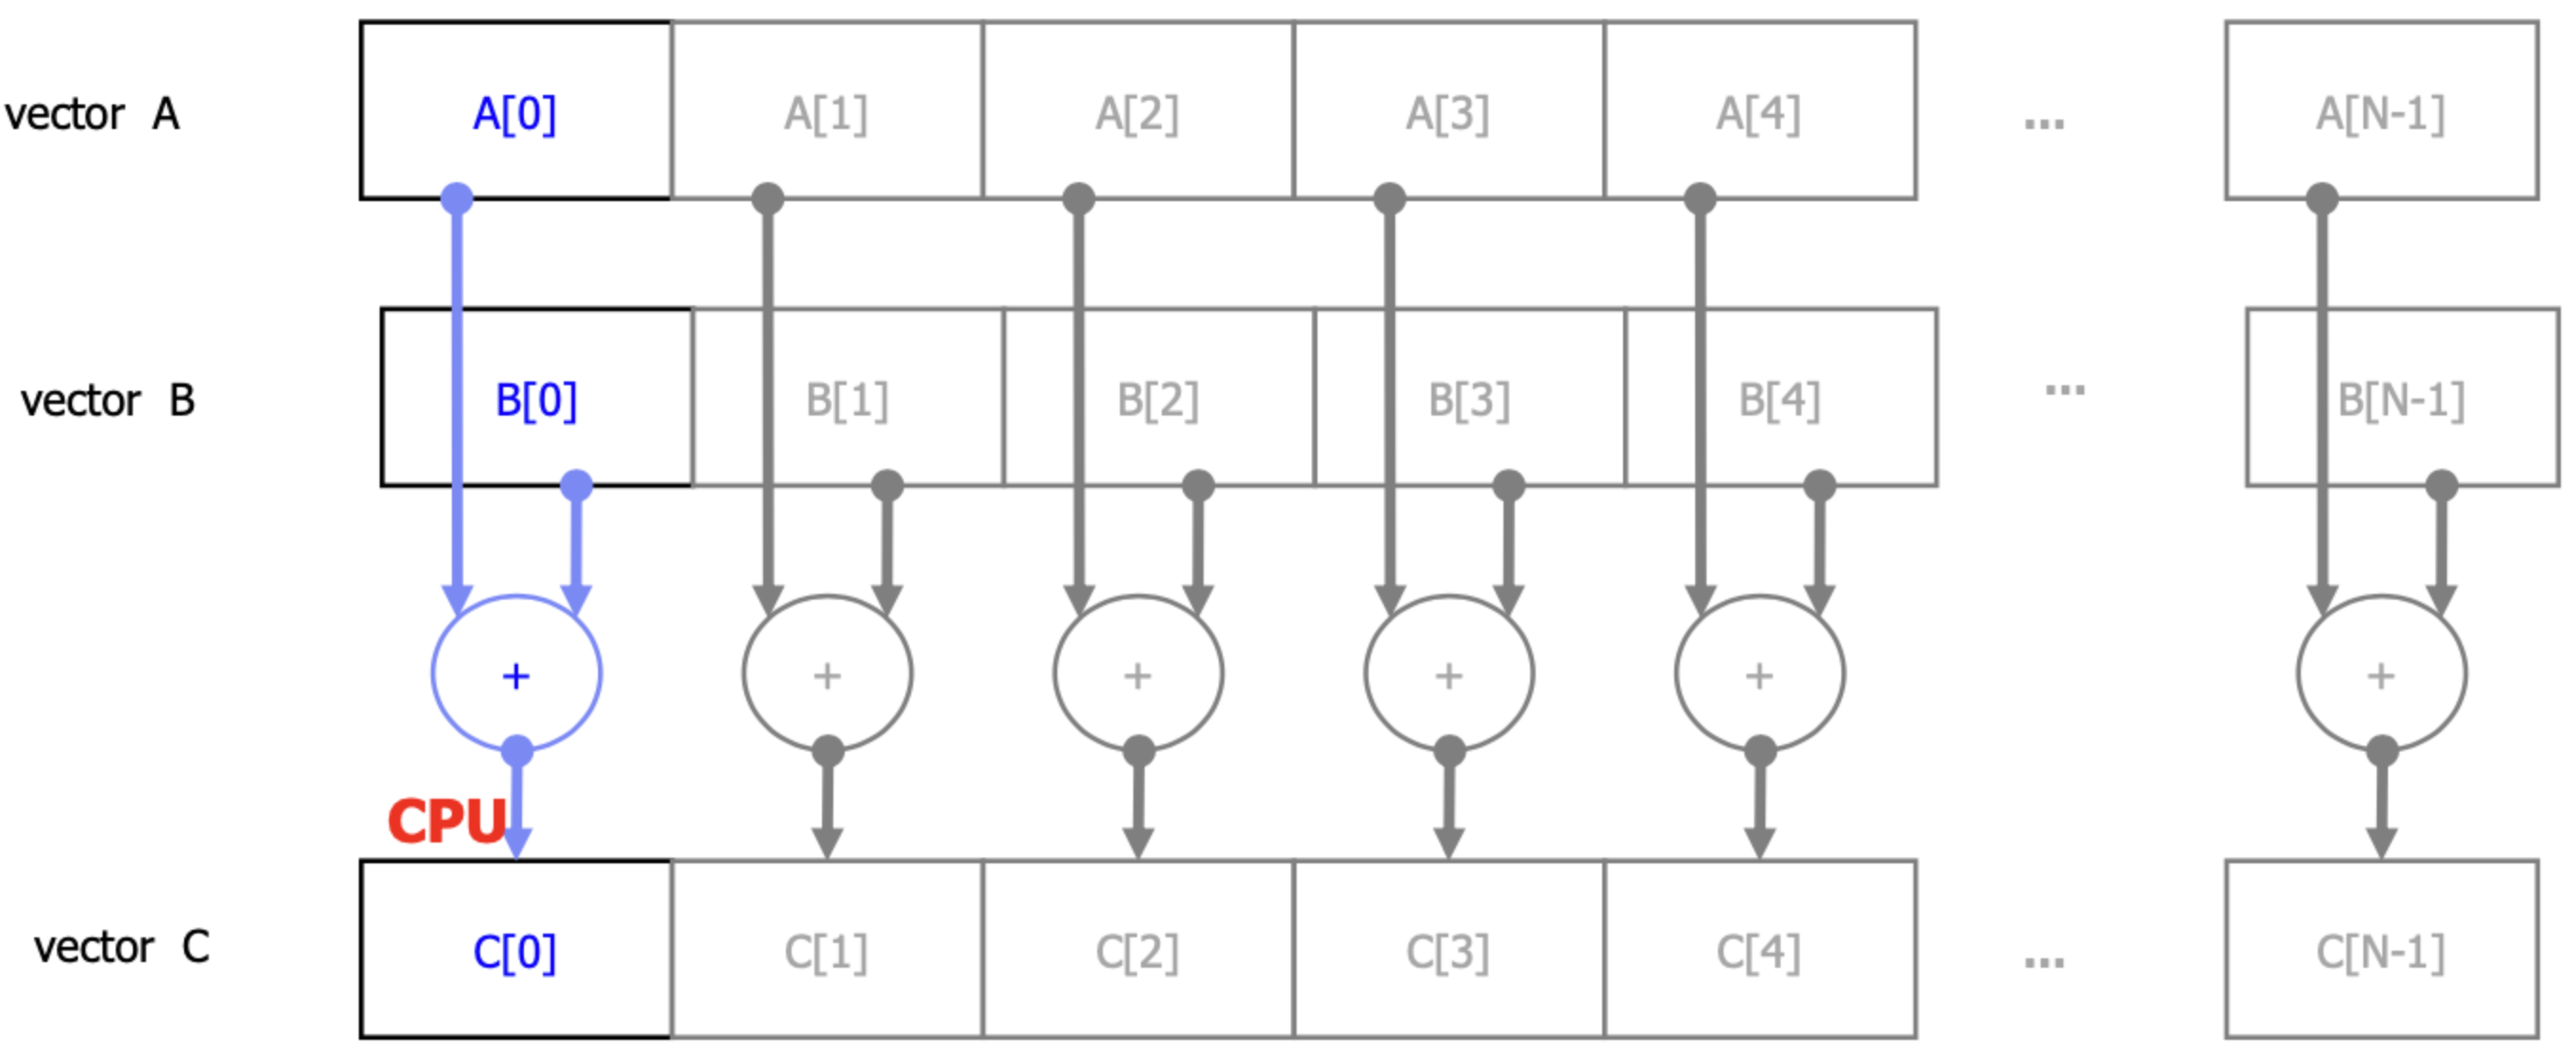 vector A A[0] A[1] A[2] A[3] A[4] ... A[N-1]
vector B B[0] B[1] B[2] B[3] B[4] ... B[N-1]
+ + + + + +
CPU
vector C C[0] C[1] C[2] C[3] C[4] ... C[N-1]